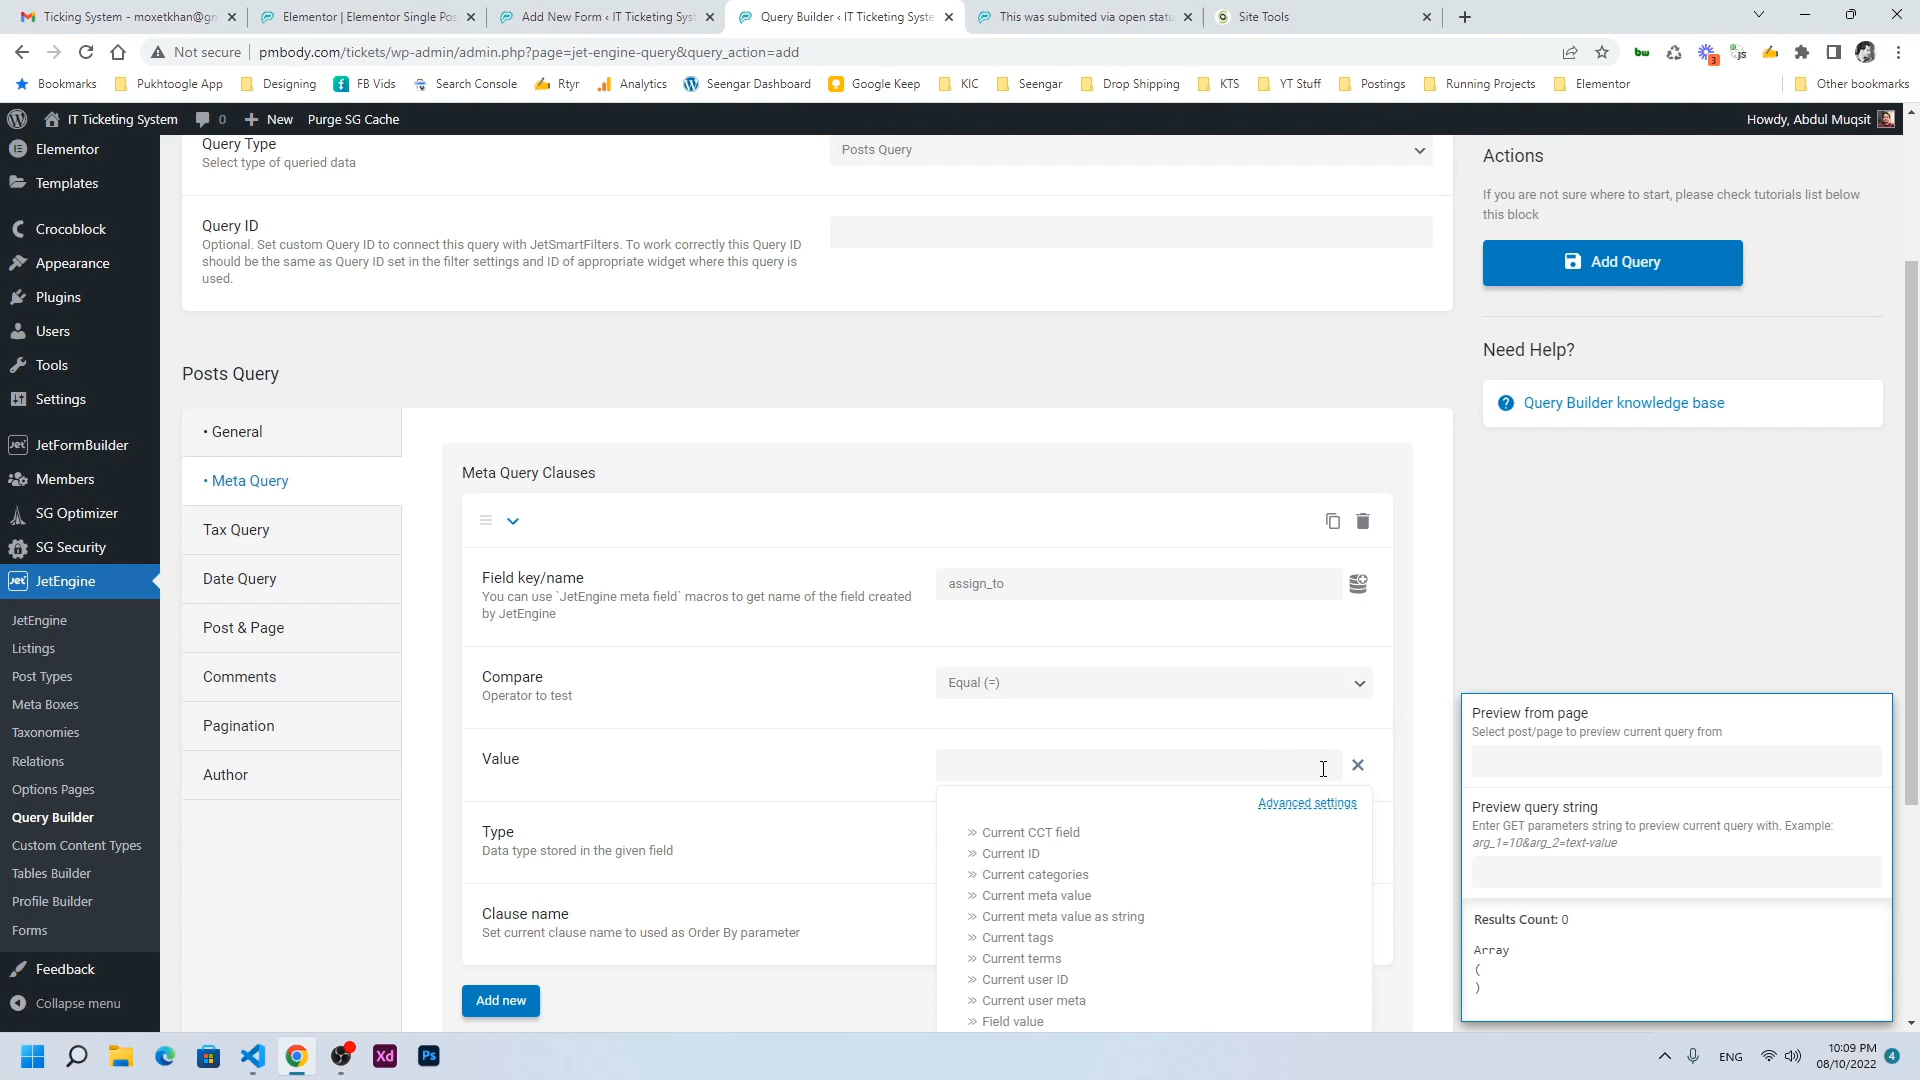 Ticking System - moxetkhan@gm
Elementor | Elementor Single Pos
Add New Form ‹ IT Ticketing Syst
Query Builder ‹ IT Ticketing Syste
This was submited via open statu
Site Tools
Not secure
pmbody.com/tickets/wp-admin/admin.php?page=jet-engine-query&query_action=add
3
Bookmarks
Pukhtoogle App
Designing
FB Vids
Search Console
Rtyr
Analytics
Seengar Dashboard
Google Keep
KIC
Seengar
Drop Shipping
KTS
YT Stuff
Postings
Running Projects
Elementor
Other bookmarks
IT Ticketing System
0
New
Purge SG Cache
Howdy, Abdul Muqsit
Elementor
Templates
Crocoblock
Appearance
Plugins
Users
Tools
Settings
JetFormBuilder
Members
SG Optimizer
SG Security
JetEngine
JetEngine
Listings
Post Types
Meta Boxes
Taxonomies
Relations
Options Pages
Query Builder
Custom Content Types
Tables Builder
Profile Builder
Forms
Feedback
Collapse menu
Query Type
Select type of queried data
Posts Query
Query ID
Optional. Set custom Query ID to connect this query with JetSmartFilters. To work correctly this Query ID
should be the same as Query ID set in the filter settings and ID of appropriate widget where this query is
used.
Posts Query
• General
• Meta Query
Tax Query
Date Query
Post & Page
Comments
Pagination
Author
Meta Query Clauses
Field key/name
You can use `JetEngine meta field` macros to get name of the field created
by JetEngine
assign_to
Compare
Operator to test
Equal (=)
Value
Advanced settings
» Current CCT field
» Current ID
» Current categories
» Current meta value
» Current meta value as string
» Current tags
» Current terms
» Current user ID
» Current user meta
» Field value
Type
Data type stored in the given field
Clause name
Set current clause name to used as Order By parameter
Add new
Actions
If you are not sure where to start, please check tutorials list below
this block
Add Query
Need Help?
Query Builder knowledge base
Preview from page
Select post/page to preview current query from
Preview query string
Enter GET parameters string to preview current query with. Example:
arg_1=10&arg_2=text-value
Results Count: 0
Array
(
)
Xd
Ps
ENG
10:09 PM
08/10/2022
4